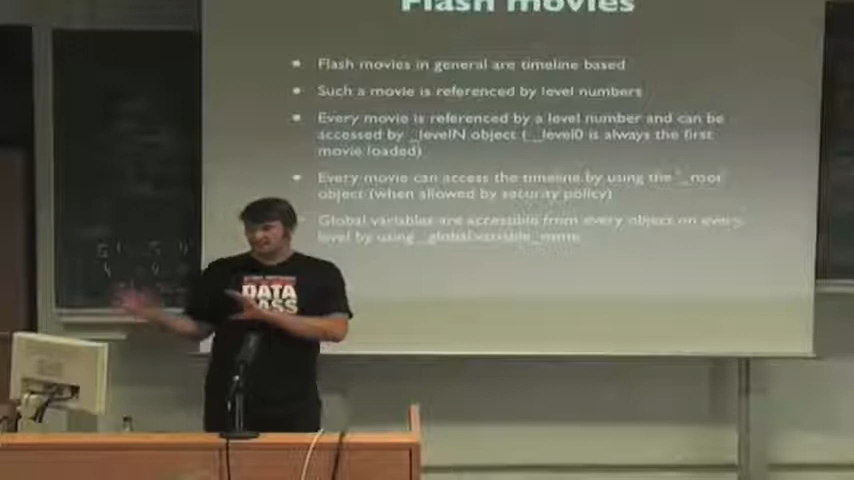 Flash movies
Flash movies in general are timeline based
Such a movie is referenced by level numbers
Every movie is referenced by a level number and can be
accessed by _levelN object (_level0 is always the first
movie loaded)
Every movie can access the timeline by using the '_root'
object (when allowed by security policy)
Global variables are accessible from every object on every
level by using _global.variable_name
DATA